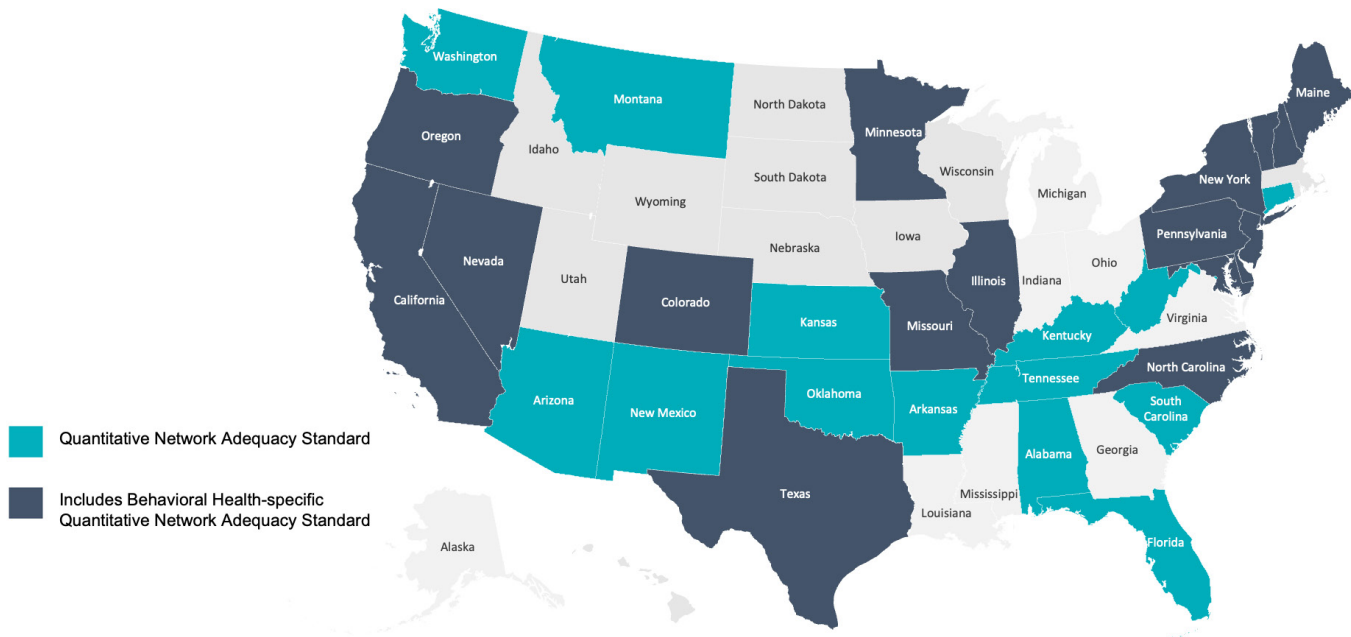 Washington
Montana
North Dakota
Minnesota
Maine
Oregon
Idaho
Wisconsin
South Dakota
Michigan
New York
Wyoming
Iowa
Pennsylvania
Nebraska
Nevada
Ohio
Utah
Illinois
Indiana
California
Colorado
Kansas
Missouri
Virginia
Kentucky
North Carolina
Tennessee
Oklahoma
Arizona
New Mexico
Arkansas
South
Carolina
Alabama
Georgia
Quantitative Network Adequacy Standard
Texas
Mississippi
Includes Behavioral Health-specific
Quantitative Network Adequacy Standard
Louisiana
Florida
Alaska